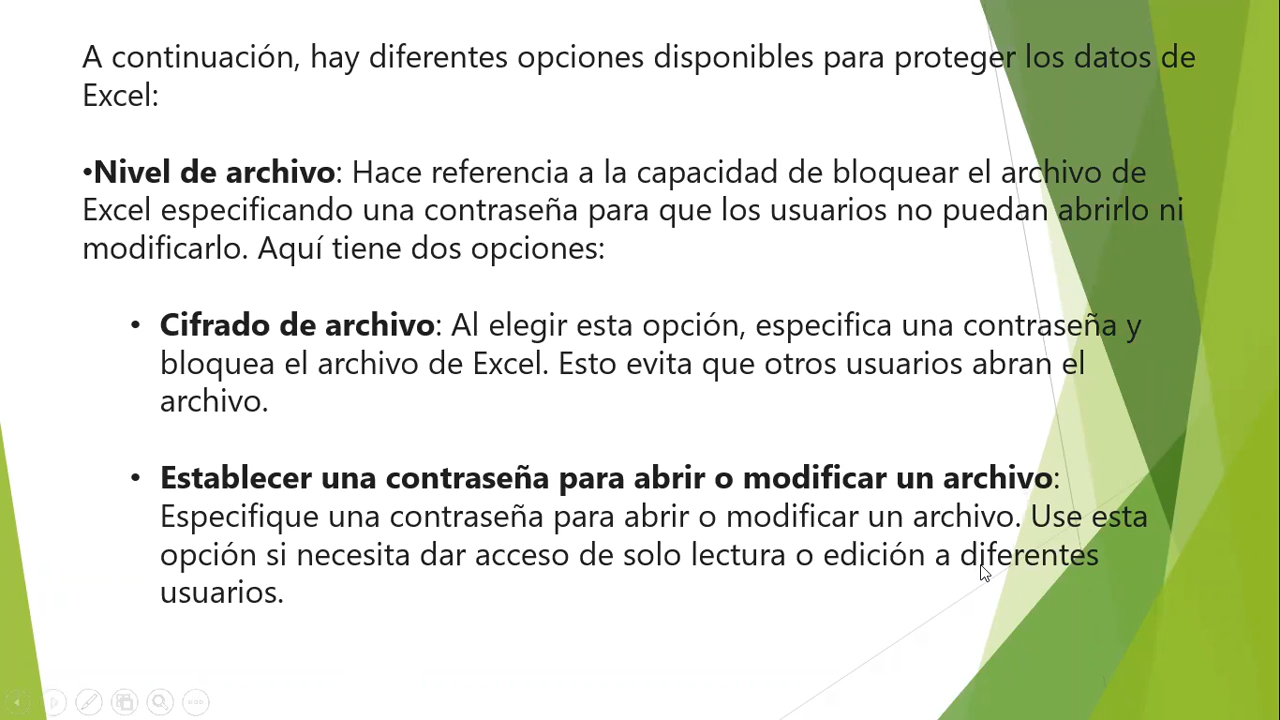 A continuación, hay diferentes opciones disponibles para proteger los datos de
Excel:
•Nivel de archivo: Hace referencia a la capacidad de bloquear el archivo de
Excel especificando una contraseña para que los usuarios no puedan abrirlo ni
modificarlo. Aquí tiene dos opciones:
• Cifrado de archivo: Al elegir esta opción, especifica una contraseña y
bloquea el archivo de Excel. Esto evita que otros usuarios abran el
archivo.
• Establecer una contraseña para abrir o modificar un archivo:
Especifique una contraseña para abrir o modificar un archivo. Use esta
opción si necesita dar acceso de solo lectura o edición a diferentes
usuarios.